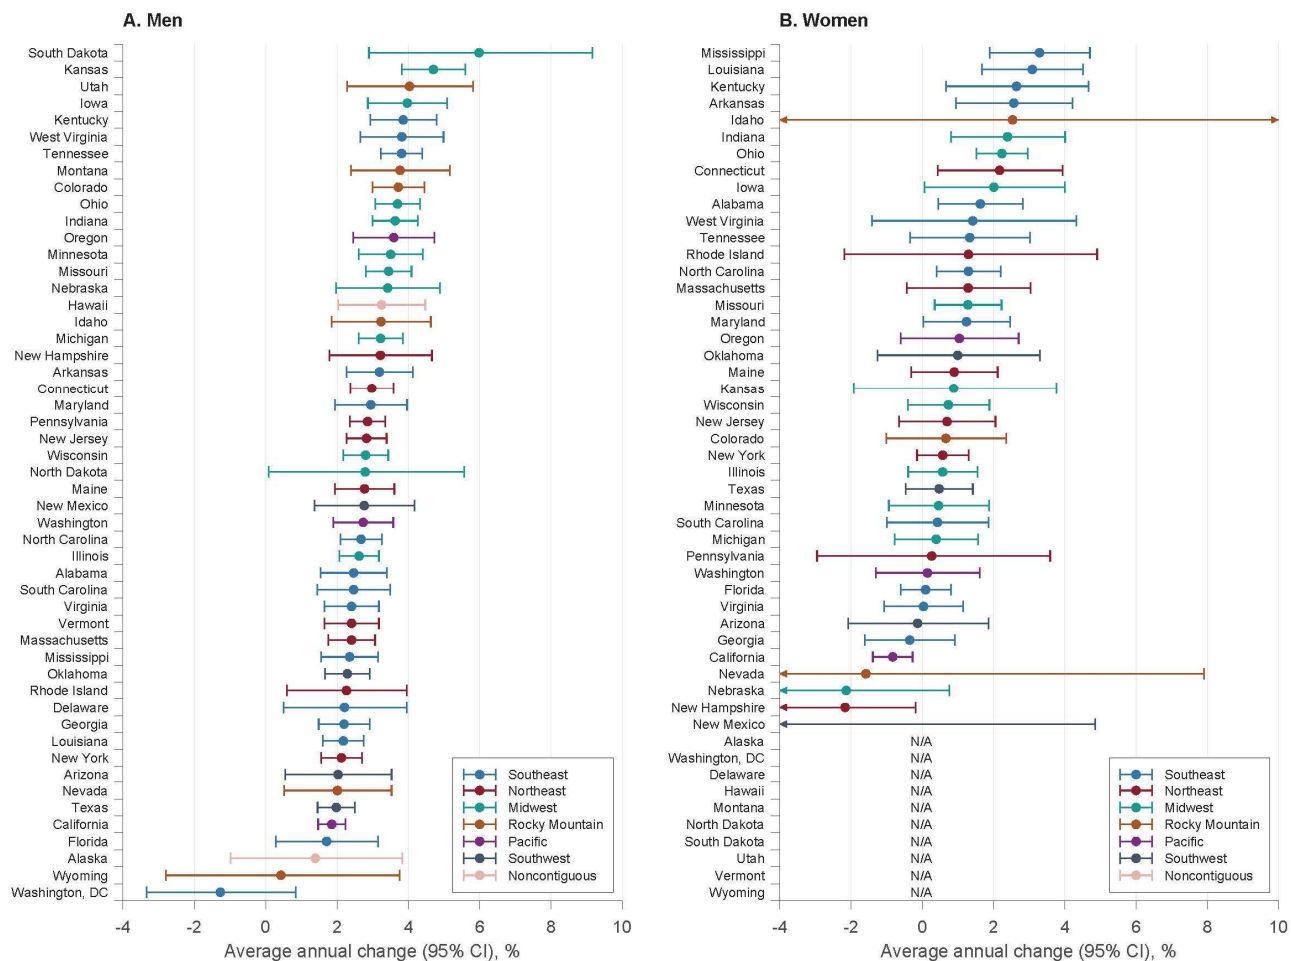 A. Men
South Dakota
Kansas
Utah
Iowa
Kentucky
West Virginia
Tennessee
Montana
Colorado
Ohio
Indiana
Oregon
Minnesota
Missouri
Nebraska
Hawaii
Idaho
Michigan
New Hampshire
Arkansas
Connecticut
Maryland
Pennsylvania
New Jersey
Wisconsin
North Dakota
Maine
New Mexico
Washington
North Carolina
Illinois
Alabama
South Carolina
Virginia
Vermont
Massachusetts
Mississippi
Oklahoma
Rhode Island
Delaware
Georgia
Louisiana
New York
Arizona
Nevada
Texas
California
Florida
Alaska
Wyoming
Washington, DC
Southeast
Northeast
Midwest
Rocky Mountain
Pacific
Southwest
Noncontiguous
-4 -2 0 2 4 6 8 10
Average annual change (95% CI), %
B. Women
Mississippi
Louisiana
Kentucky
Arkansas
Idaho
Indiana
Ohio
Connecticut
Iowa
Alabama
West Virginia
Tennessee
Rhode Island
North Carolina
Massachusetts
Missouri
Maryland
Oregon
Oklahoma
Maine
Kansas
Wisconsin
New Jersey
Colorado
New York
Illinois
Texas
Minnesota
South Carolina
Michigan
Pennsylvania
Washington
Florida
Virginia
Arizona
Georgia
California
Nevada
Nebraska
New Hampshire
New Mexico
Alaska N/A
Washington, DC N/A
Delaware N/A
Hawaii N/A
Montana N/A
North Dakota N/A
South Dakota N/A
Utah N/A
Vermont N/A
Wyoming N/A
Southeast
Northeast
Midwest
Rocky Mountain
Pacific
Southwest
Noncontiguous
-4 -2 0 2 4 6 8 10
Average annual change (95% CI), %